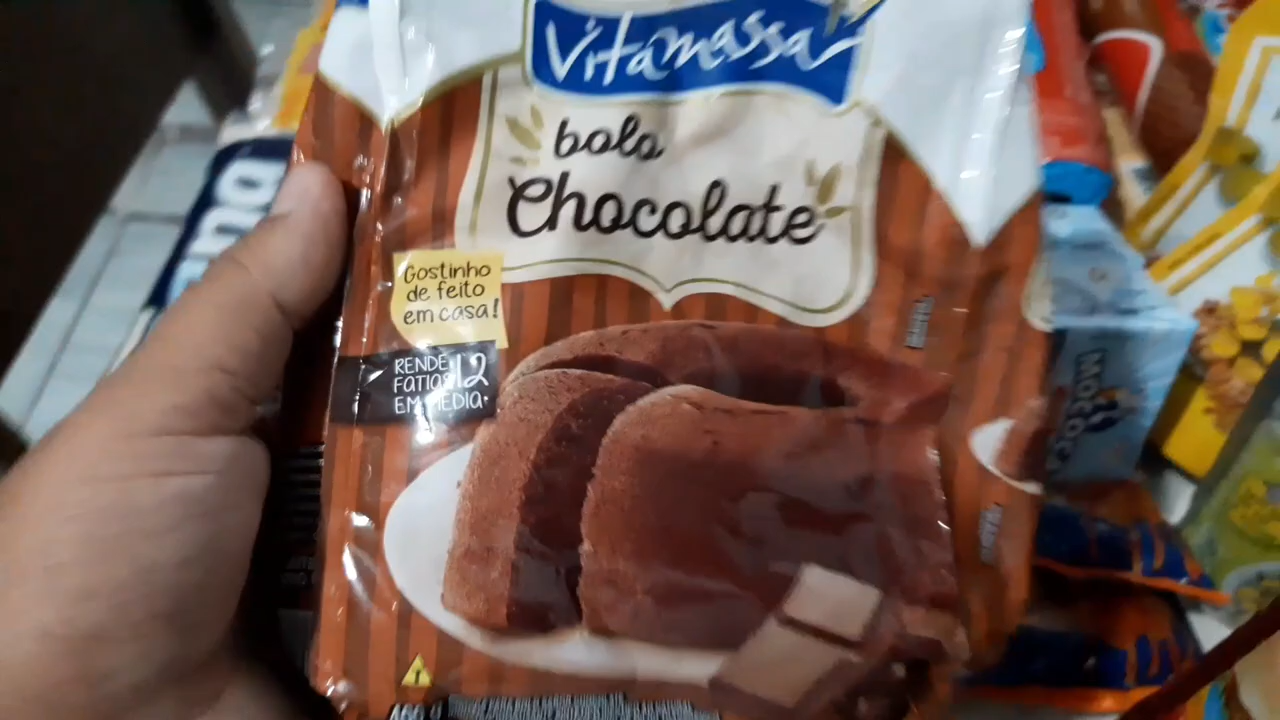 Vitamassa
bolo
Chocolate
Gostinho
de feito
em casa!
RENDE
FATIAS 12
EM MÉDIA.